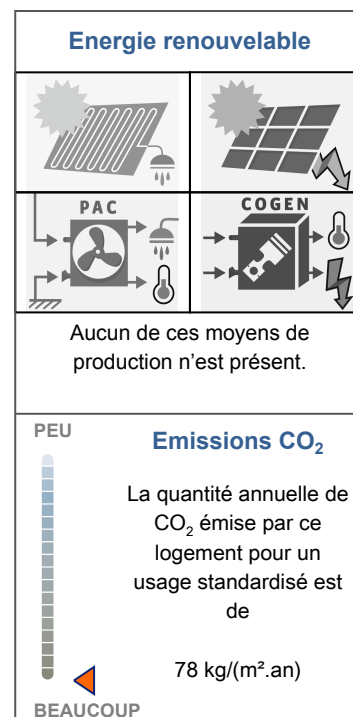 Energie renouvelable
PAC
COGEN
Aucun de ces moyens de
production n’est présent.
PEU
Emissions CO₂
La quantité annuelle de
CO₂ émise par ce
logement pour un
usage standardisé est
de
78 kg/(m².an)
BEAUCOUP